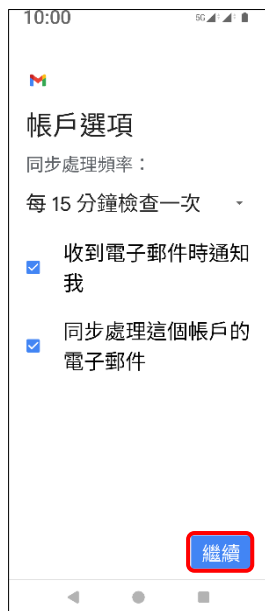 10:00 5G
帳戶選項
同步處理頻率：
每 15 分鐘檢查一次
收到電子郵件時通知
我
同步處理這個帳戶的
電子郵件
繼續